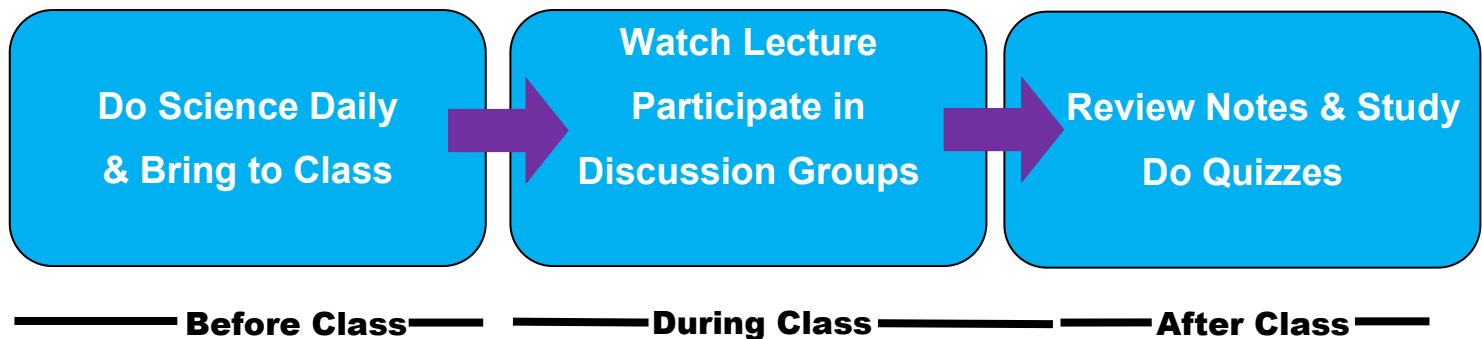 Do Science Daily
& Bring to Class
Watch Lecture
Participate in
Discussion Groups
Review Notes & Study
Do Quizzes
Before Class
During Class
After Class